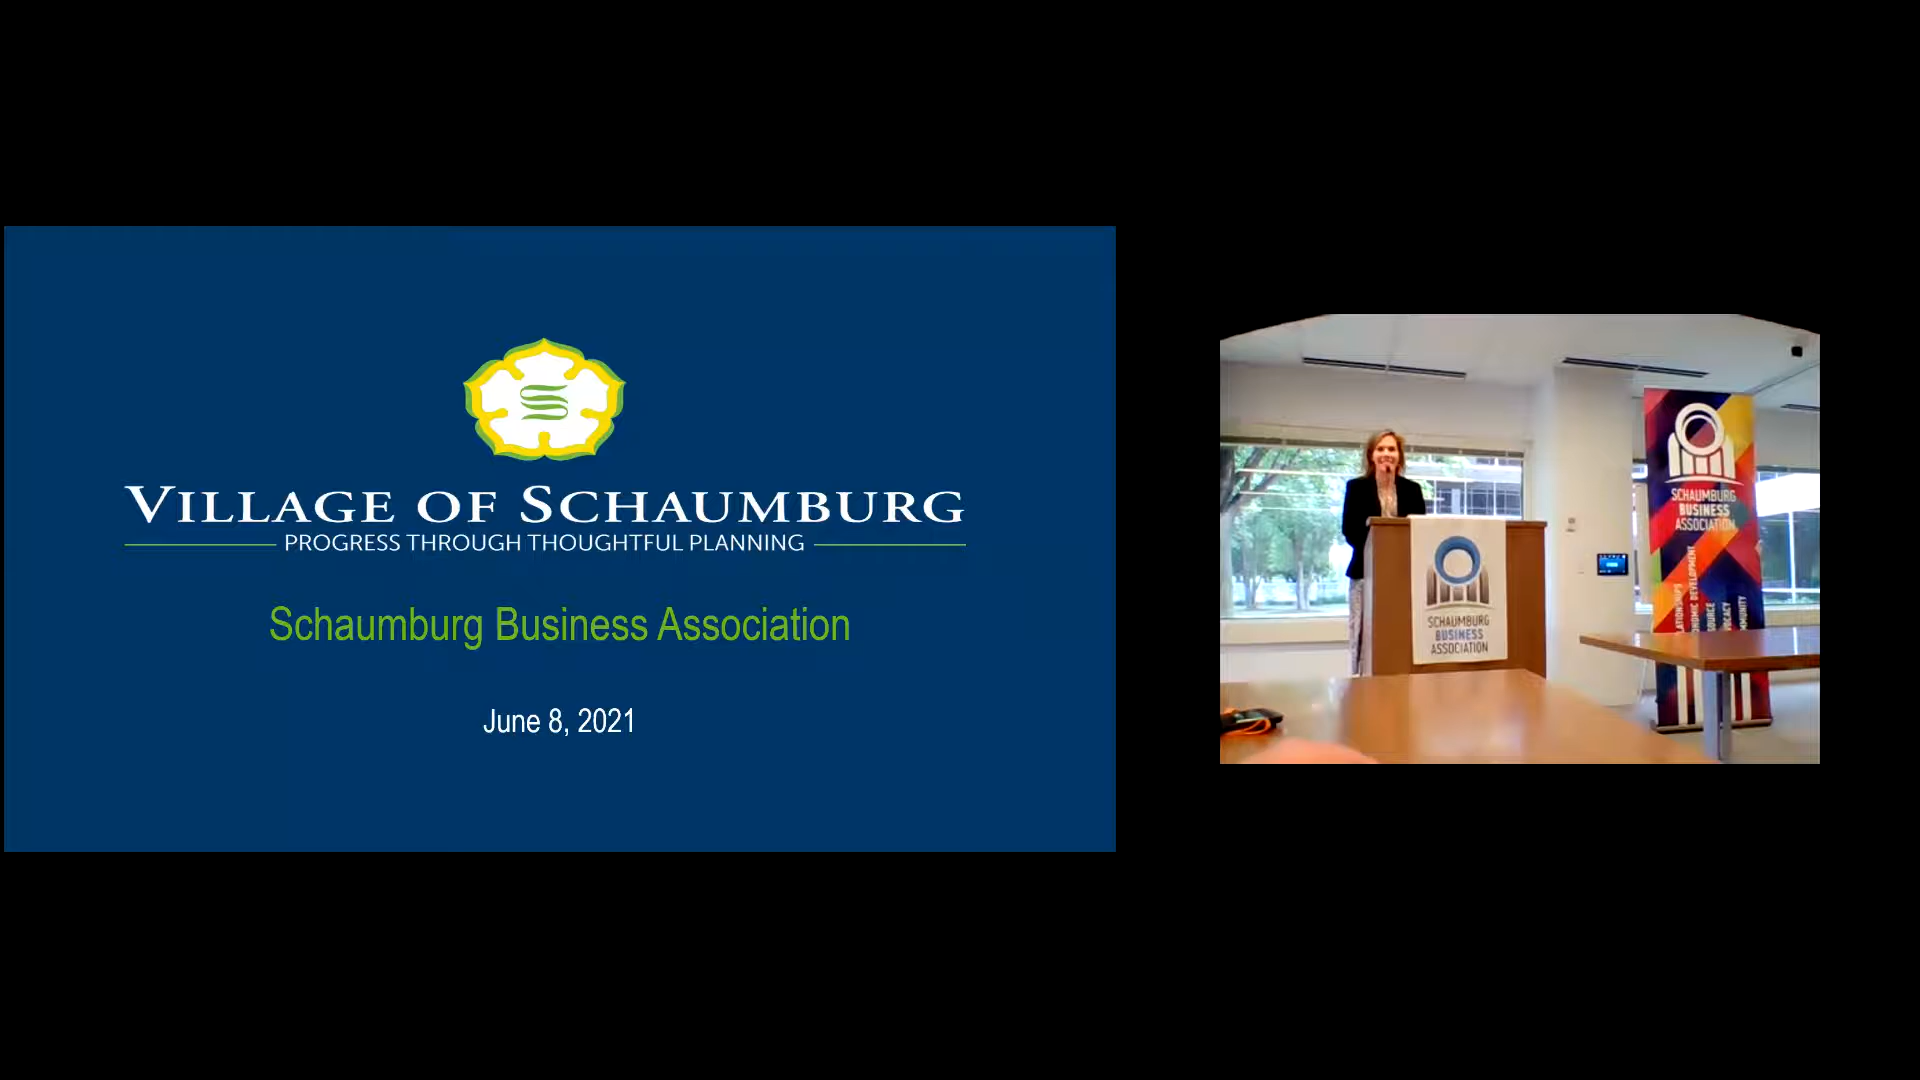 VILLAGE OF SCHAUMBURG
PROGRESS THROUGH THOUGHTFUL PLANNING
Schaumburg Business Association
June 8, 2021
SCHAUMBURG
BUSINESS
ASSOCIATION
SCHAUMBURG
BUSINESS
ASSOCIATION